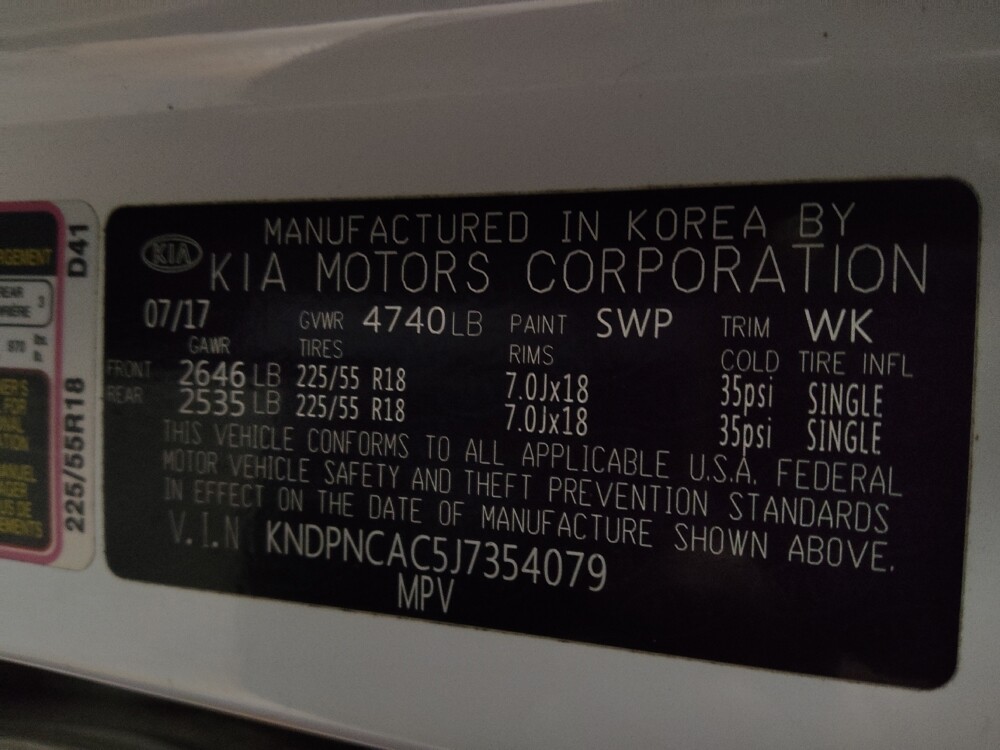 MANUFACTURED IN KOREA BY
KIA KIA MOTORS CORPORATION
07/17 GVWR 4740LB PAINT SWP TRIM WK
GAWR TIRES RIMS COLD TIRE INFL
FRONT 2646 LB 225/55 R18 7.0Jx18 35psi SINGLE
REAR 2535 LB 225/55 R18 7.0Jx18 35psi SINGLE
THIS VEHICLE CONFORMS TO ALL APPLICABLE U.S.A. FEDERAL
MOTOR VEHICLE SAFETY AND THEFT PREVENTION STANDARDS
IN EFFECT ON THE DATE OF MANUFACTURE SHOWN ABOVE.
V.I.N KNDPNCAC5J7354079
MPV
D41
225/55R18
REAR
3